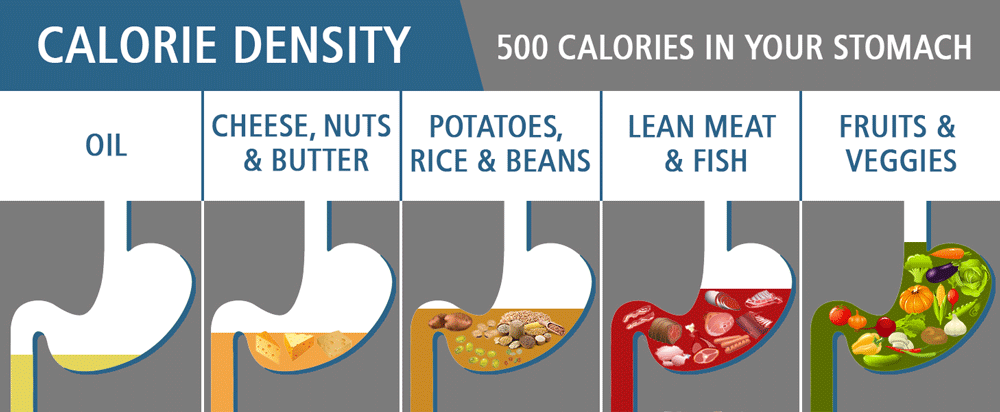 CALORIE DENSITY
500 CALORIES IN YOUR STOMACH
OIL
CHEESE, NUTS
& BUTTER
POTATOES,
RICE & BEANS
LEAN MEAT
& FISH
FRUITS &
VEGGIES